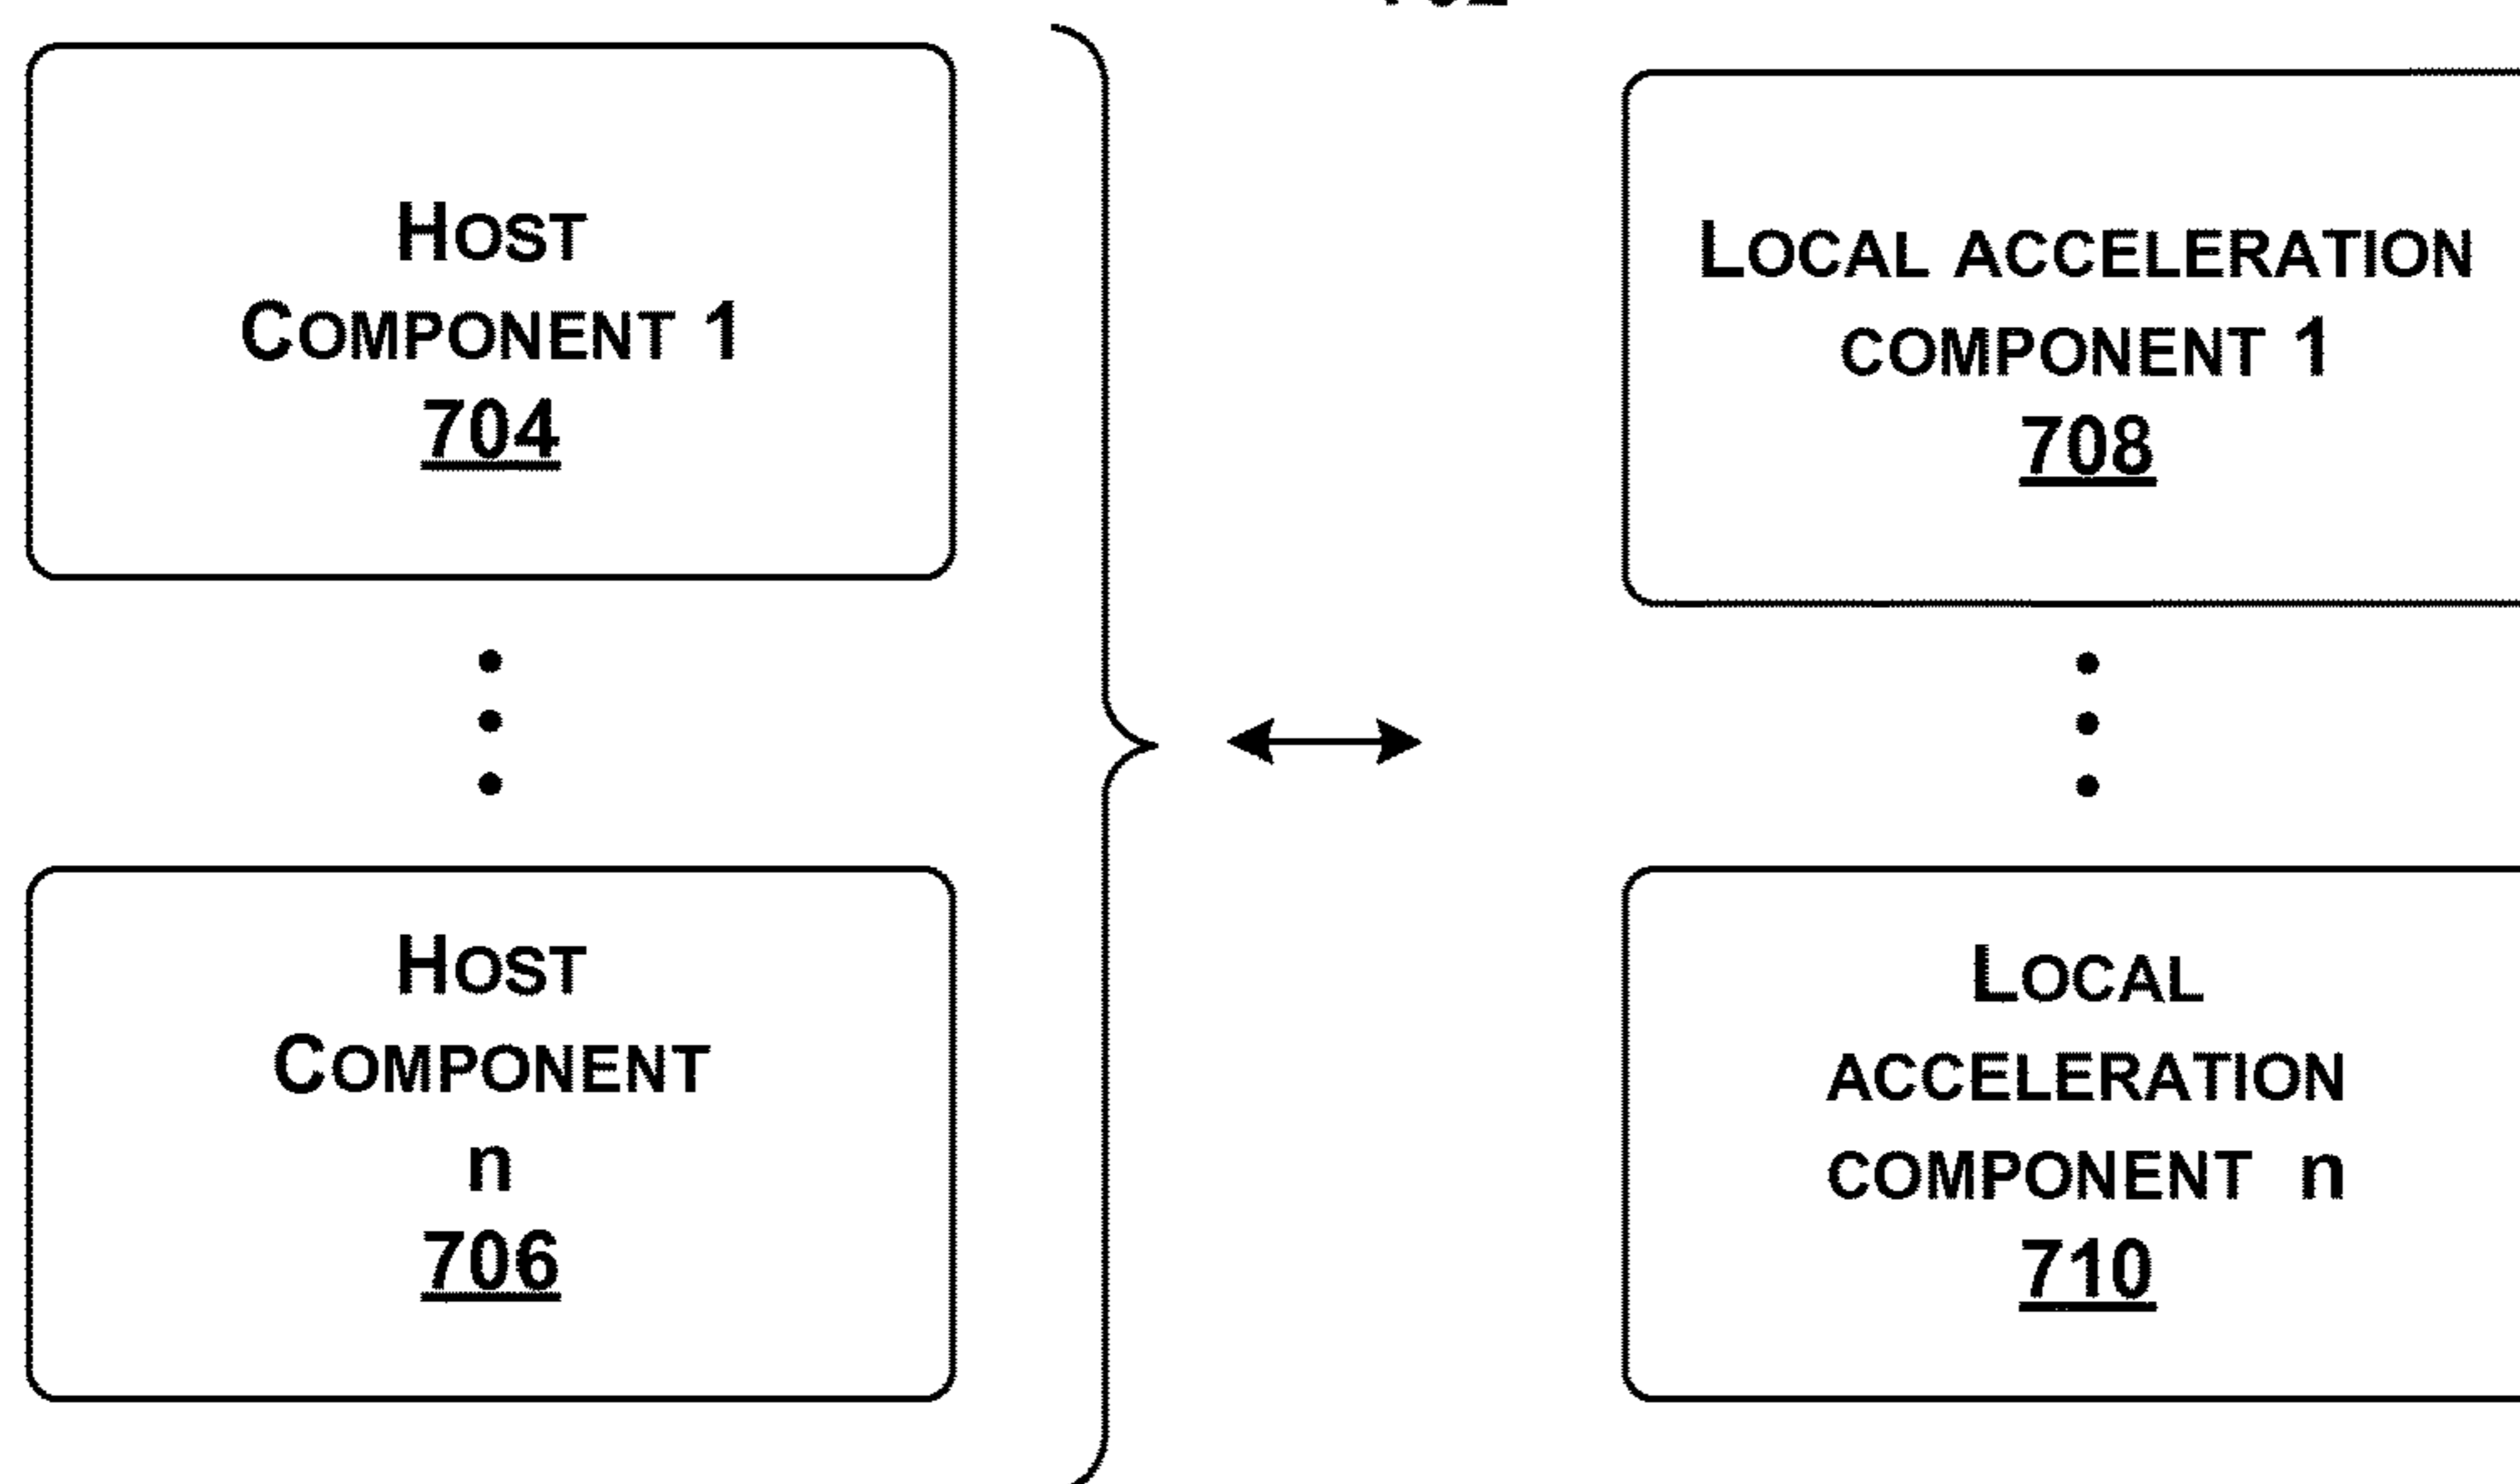 HOST
COMPONENT 1
704
LOCAL ACCELERATION
COMPONENT 1
708
HOST
COMPONENT
n
706
LOCAL
ACCELERATION
COMPONENT n
710